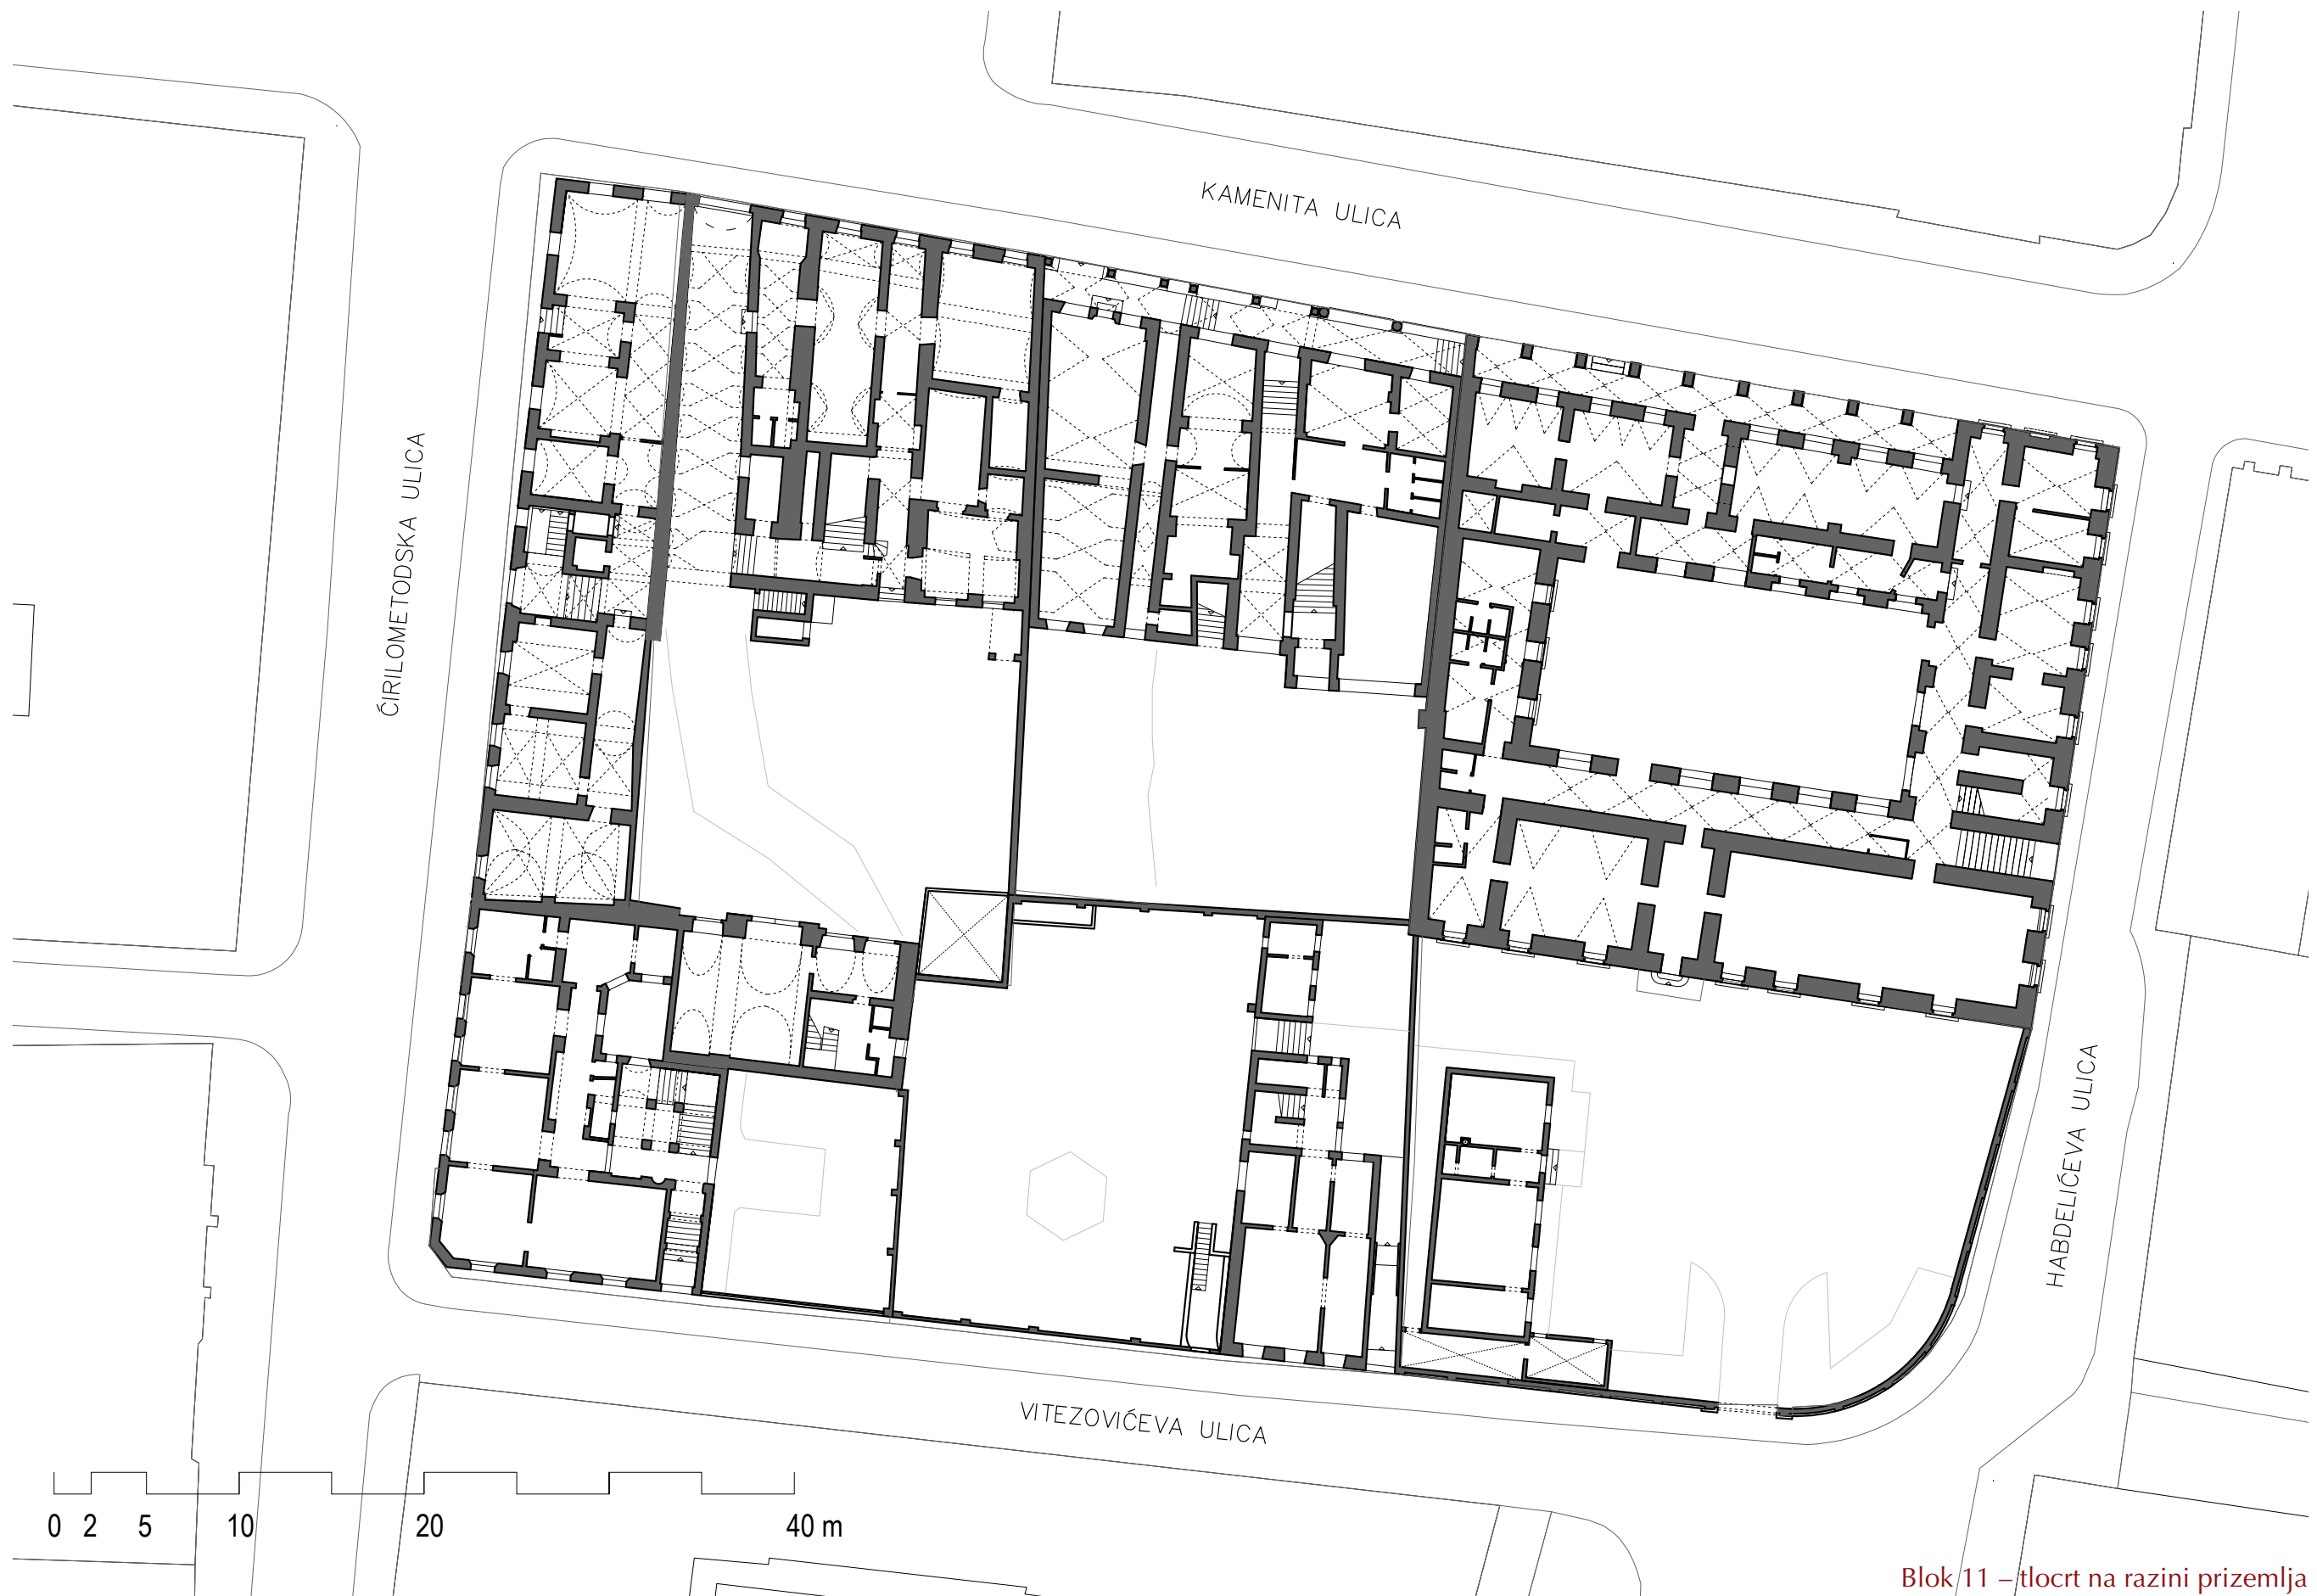 KAMENITA ULICA
ĆIRILOMETODSKA ULICA
HABDELIĆEVA ULICA
VITEZOVIĆEVA ULICA
0 2 5 10 20 40 m
Blok 11 – tlocrt na razini prizemlja